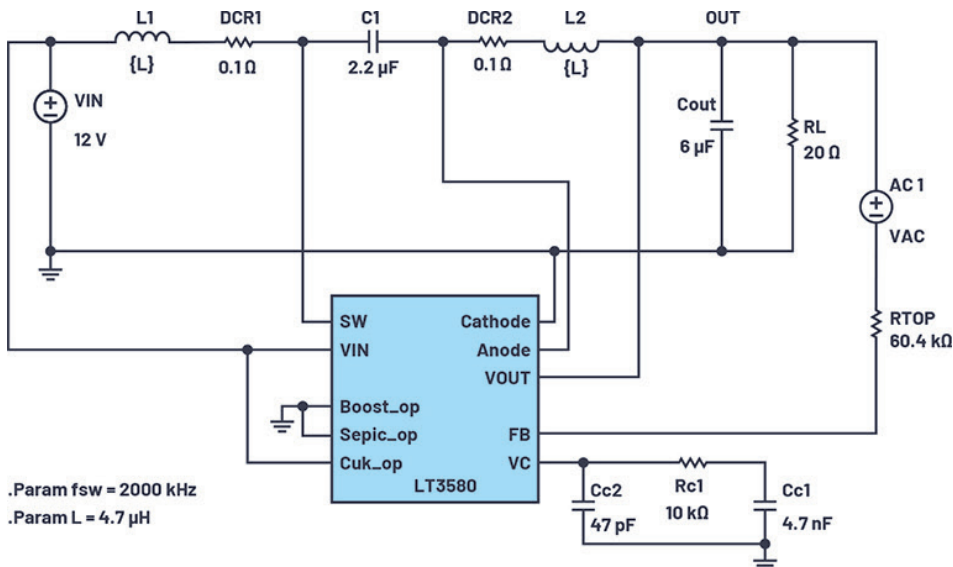 L1
DCR1
C1
DCR2
L2
OUT
{L}
0.1 Ω
2.2 µF
0.1 Ω
{L}
VIN
12 V
Cout
6 µF
RL
20 Ω
AC 1
VAC
RTOP
60.4 kΩ
SW
VIN
Boost_op
Sepic_op
Cuk_op
Cathode
Anode
VOUT
FB
VC
LT3580
Cc2
47 pF
Rc1
10 kΩ
Cc1
4.7 nF
.Param fsw = 2000 kHz
.Param L = 4.7 µH